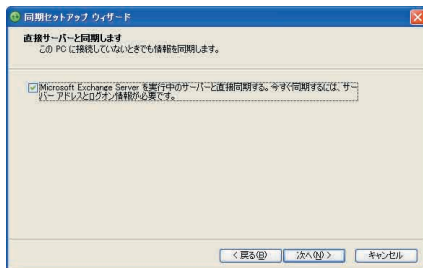 同期セットアップ ウィザード
直接サーバーと同期します
この PC に接続していないときでも情報を同期します。
Microsoft Exchange Server を実行中のサーバーと直接同期する。今すぐ同期するには、サー
バー アドレスとログオン情報が必要です。
< 戻る(B) 次へ(N) > キャンセル